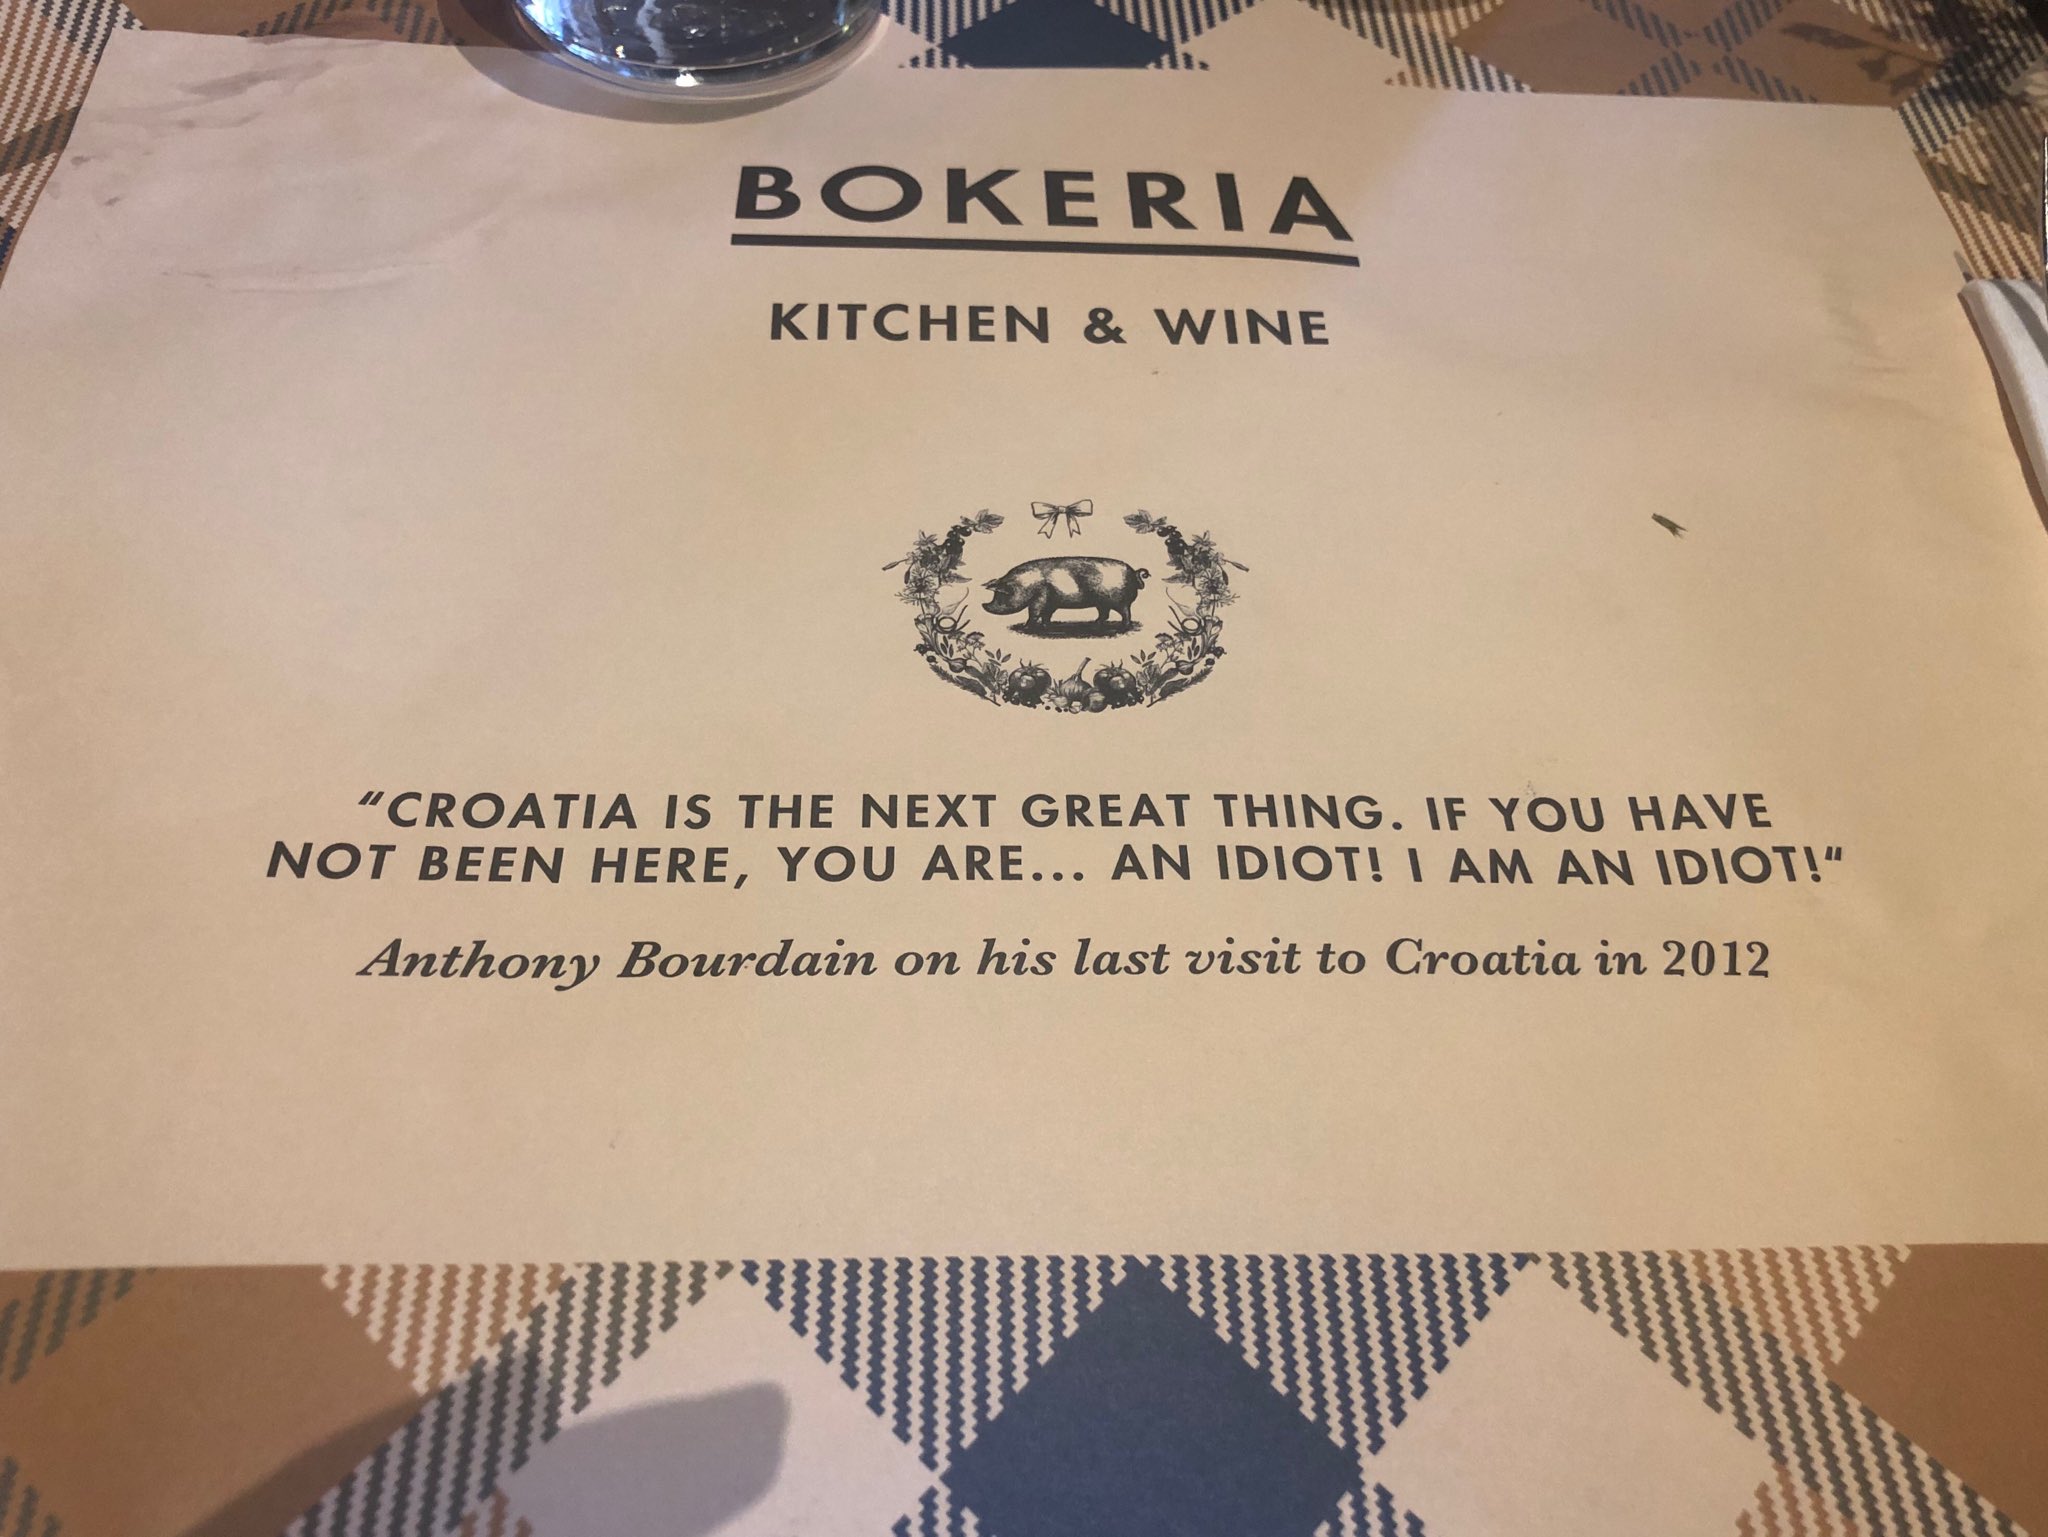 BOKERIA
KITCHEN & WINE
“CROATIA IS THE NEXT GREAT THING. IF YOU HAVE
NOT BEEN HERE, YOU ARE... AN IDIOT! I AM AN IDIOT!“
Anthony Bourdain on his last visit to Croatia in 2012